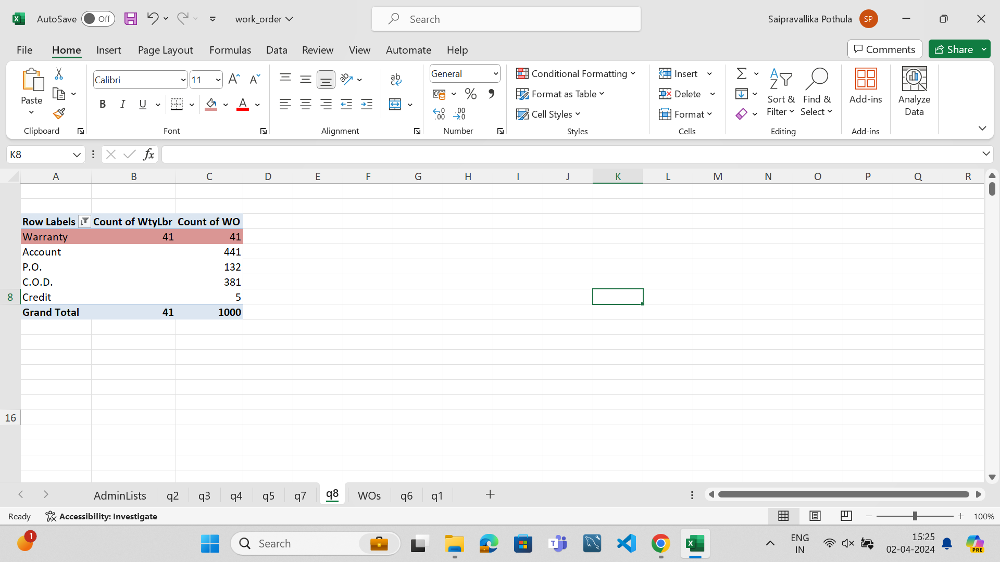 AutoSave Off work_order Search Saipravallika Pothula SP
File Home Insert Page Layout Formulas Data Review View Automate Help Comments Share
Paste
Clipboard
Calibri 11
B I U A
Font
ab
c
Alignment
General
% ,
Number
Conditional Formatting
Format as Table
Cell Styles
Styles
Insert
Delete
Format
Cells
Sort & Filter
Find & Select
Editing
Add-ins
Add-ins
Analyze Data
K8 fx
A B C D E F G H I J K L M N O P Q R
Row Labels Count of WtyLbr Count of WO
Warranty 41 41
Account 441
P.O. 132
C.O.D. 381
8 Credit 5
Grand Total 41 1000
16
AdminLists q2 q3 q4 q5 q7 q8 WOs q6 q1 +
Ready Accessibility: Investigate 100%
1 Search ENG IN 15:25 02-04-2024 PRE